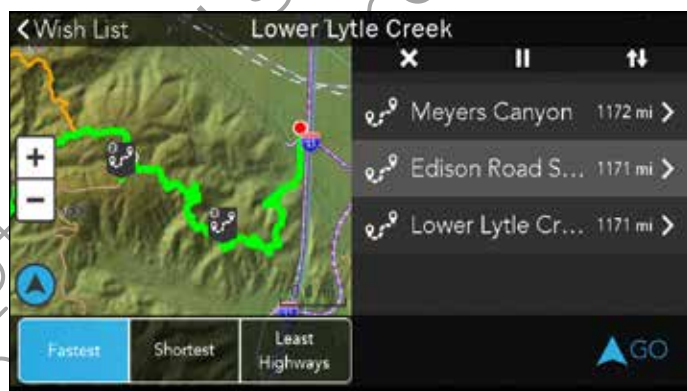 Wish List
Lower Lytle Creek
Meyers Canyon 1172 mi
Edison Road S... 1171 mi
Lower Lytle Cr... 1171 mi
+
−
Fastest
Shortest
Least
Highways
GO